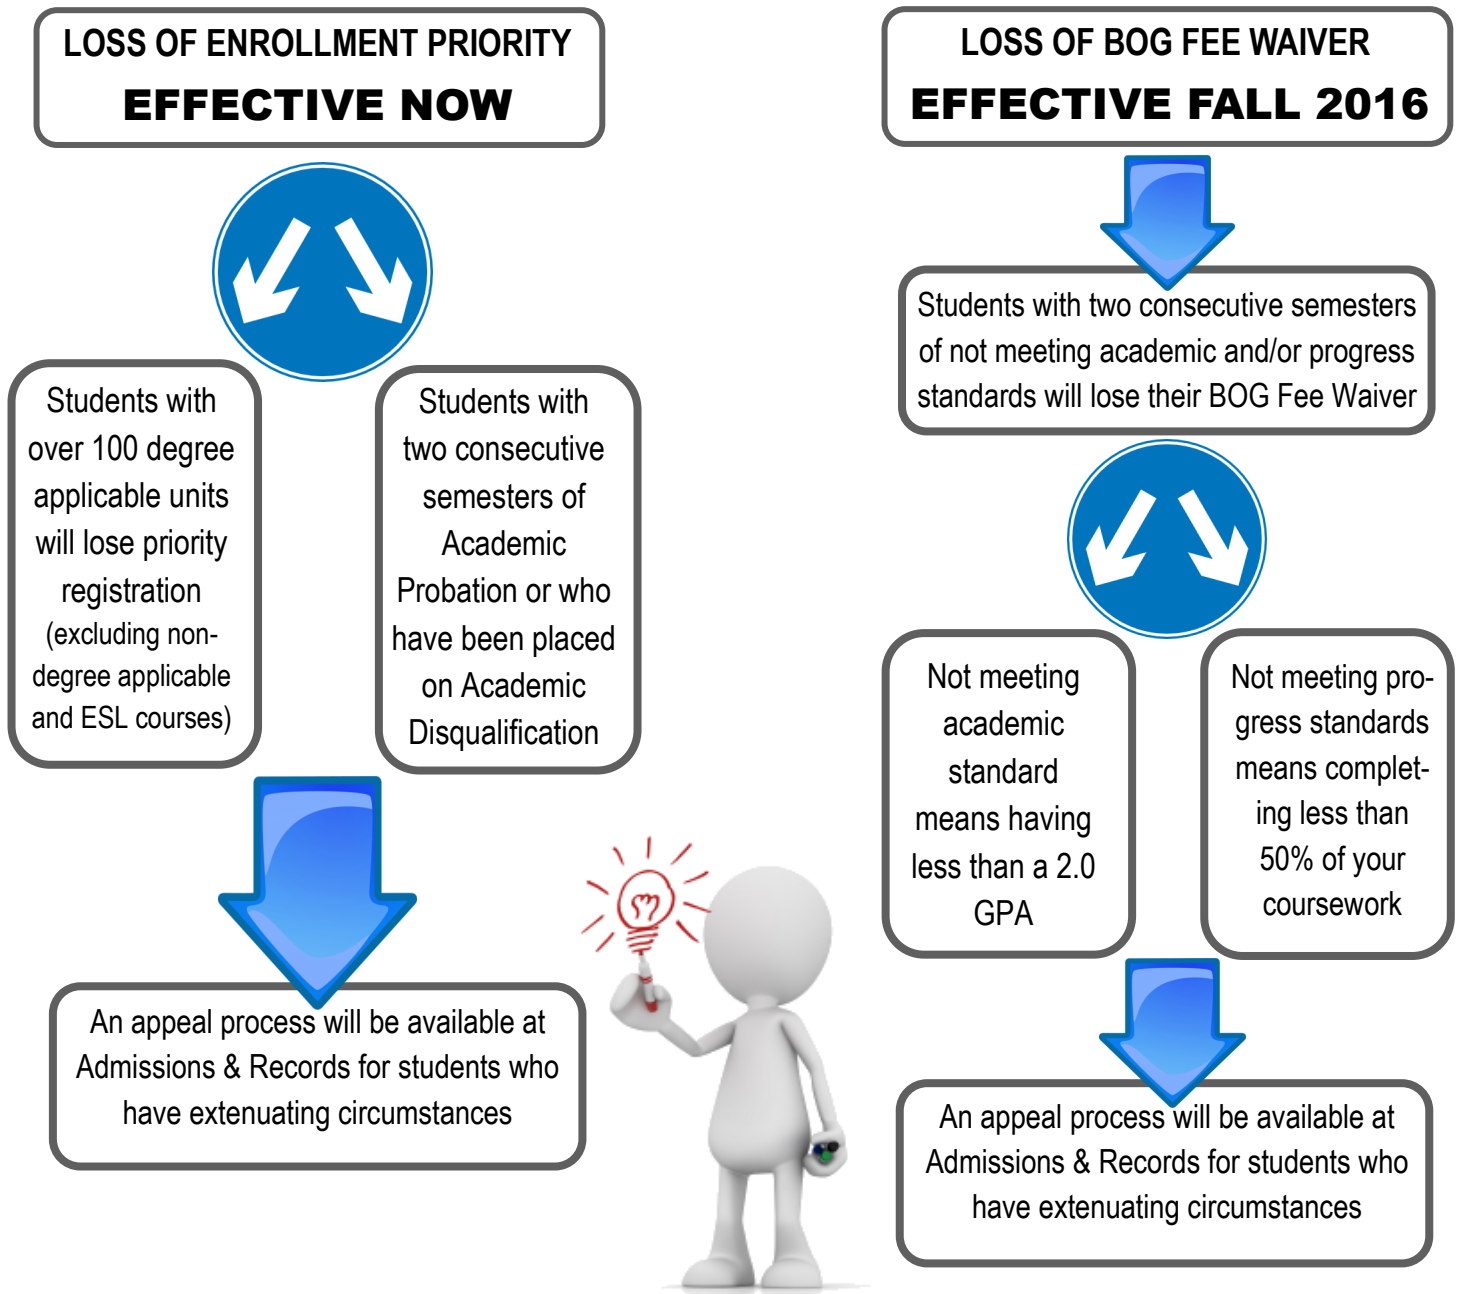 LOSS OF ENROLLMENT PRIORITY
EFFECTIVE NOW
Students with
over 100 degree
applicable units
will lose priority
registration
(excluding non-
degree applicable
and ESL courses)
Students with
two consecutive
semesters of
Academic
Probation or who
have been placed
on Academic
Disqualification
An appeal process will be available at
Admissions & Records for students who
have extenuating circumstances
LOSS OF BOG FEE WAIVER
EFFECTIVE FALL 2016
Students with two consecutive semesters
of not meeting academic and/or progress
standards will lose their BOG Fee Waiver
Not meeting
academic
standard
means having
less than a 2.0
GPA
Not meeting pro-
gress standards
means complet-
ing less than
50% of your
coursework
An appeal process will be available at
Admissions & Records for students who
have extenuating circumstances